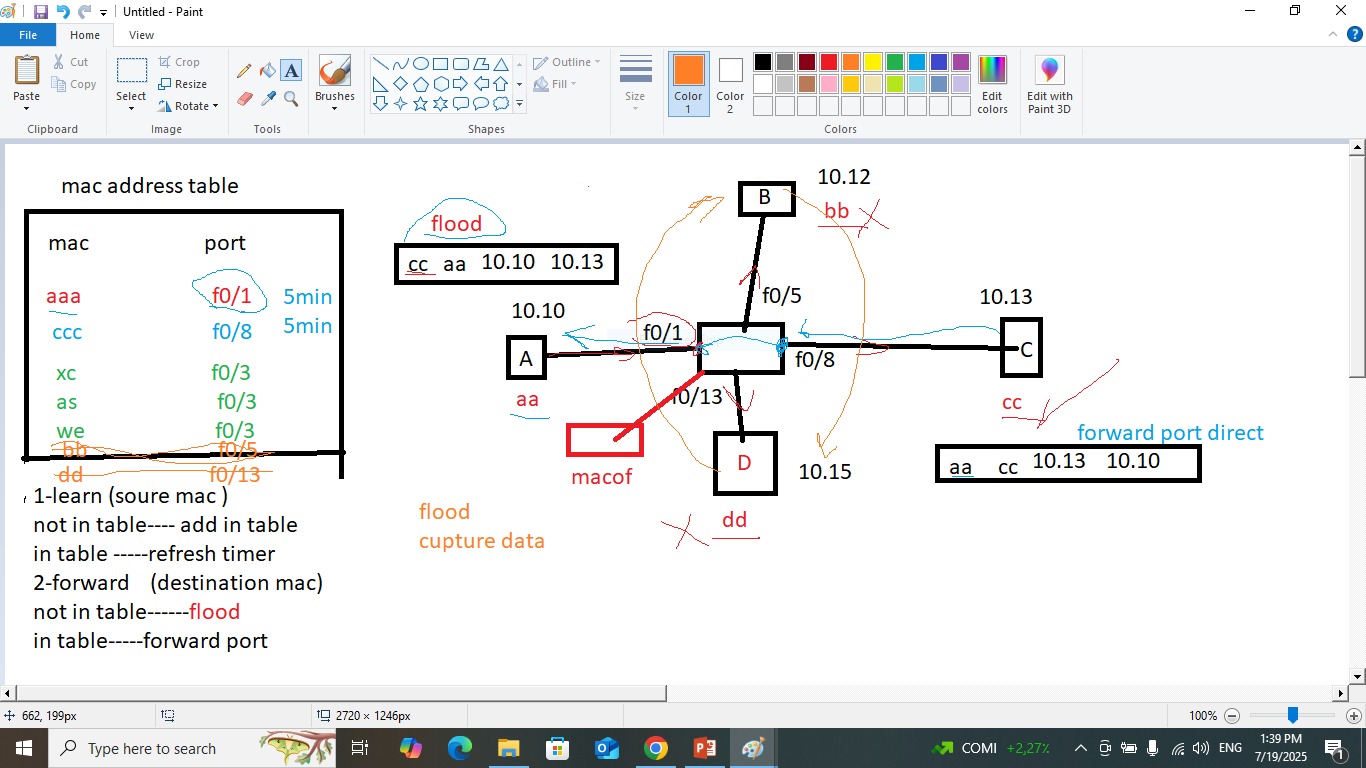 Untitled - Paint
File
Home
View
Paste
Cut
Copy
Clipboard
Select
Crop
Resize
Rotate
Image
Tools
Brushes
Shapes
Outline
Fill
Size
Color 1
Color 2
Colors
Edit colors
Edit with Paint 3D
mac address table
mac port
aaa f0/1 5min
ccc f0/8 5min
xc f0/3
as f0/3
we f0/3
bb f0/5
dd f0/13
1-learn (soure mac )
not in table---- add in table
in table -----refresh timer
2-forward (destination mac)
not in table------flood
in table-----forward port
flood
cc aa 10.10 10.13
10.10
A
aa
f0/1
B
10.12
bb
f0/5
10.13
C
cc
f0/8
f0/13
macof
D
10.15
dd
flood
cupture data
forward port direct
aa cc 10.13 10.10
662, 199px
2720 × 1246px
100%
Type here to search
COMI +2,27%
ENG
1:39 PM
7/19/2025
1